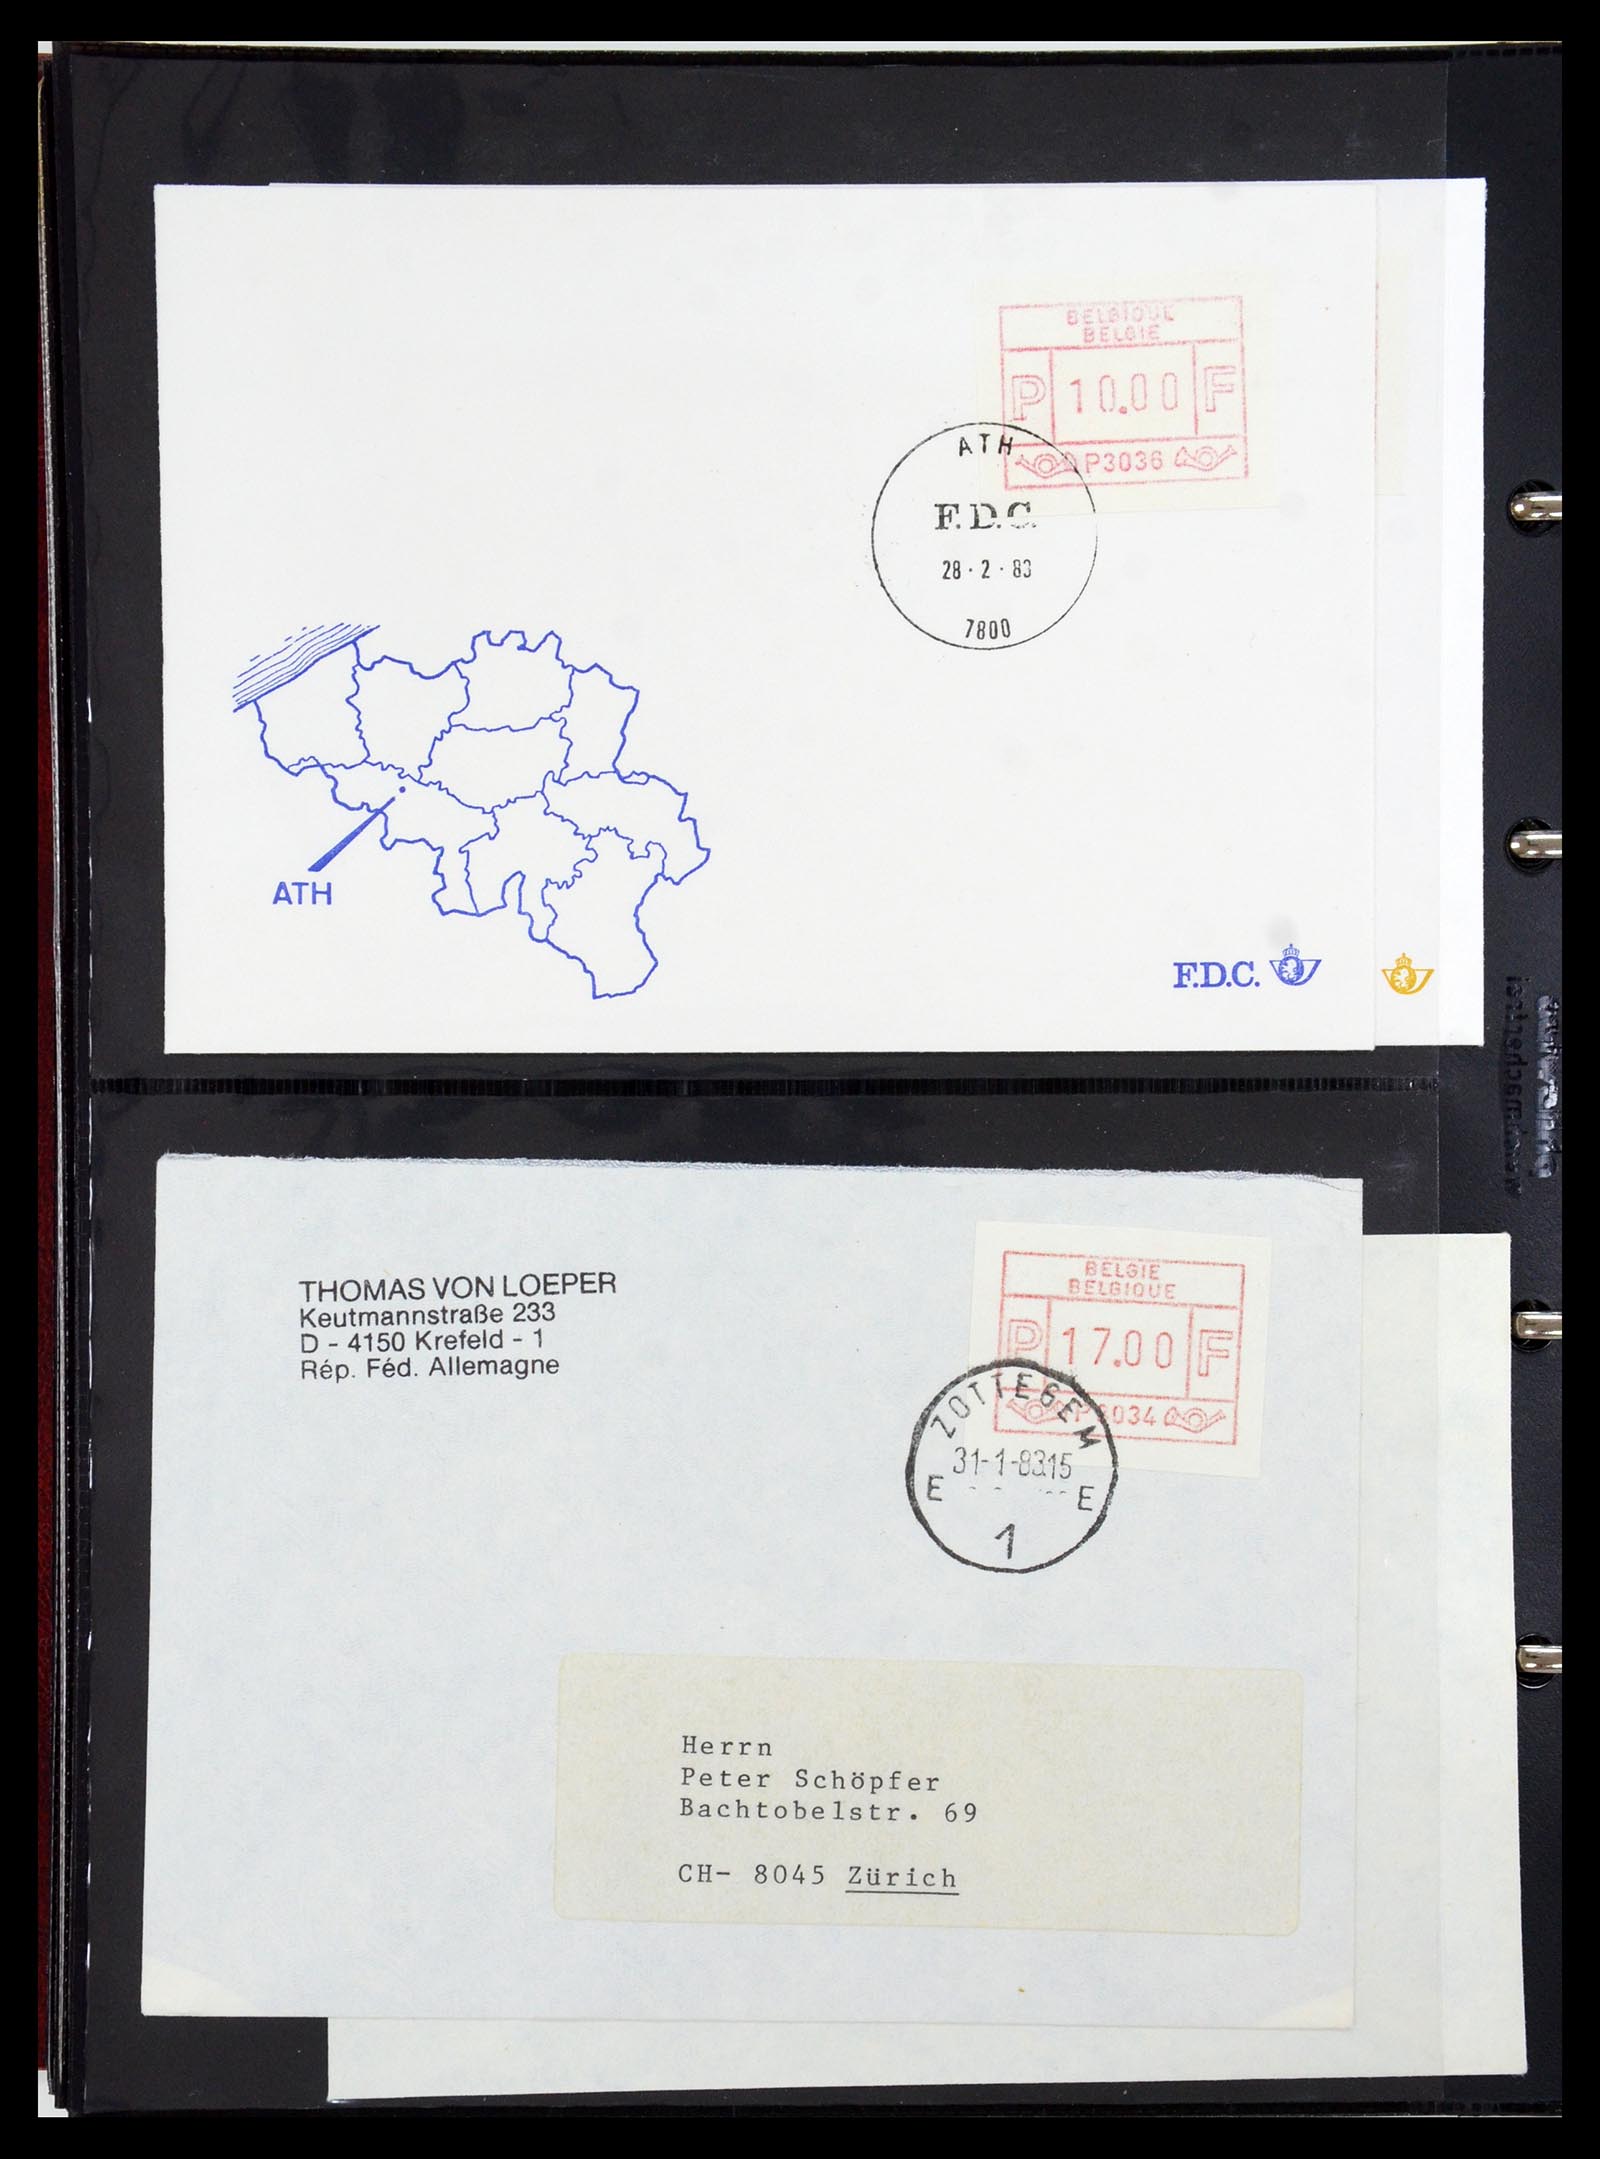 BELGIQUE
BELGIE
P 10.00 F
P3036
ATH
F.D.C.
28·2·83
7800
ATH
F.D.C.
THOMAS VON LOEPER
Keutmannstraße 233
D - 4150 Krefeld - 1
Rép. Féd. Allemagne
BELGIE
BELGIQUE
P 17.00 F
P3034
ZOTTEGEM
31-1-83 15
E E
1
Herrn
Peter Schöpfer
Bachtobelstr. 69
CH- 8045 Zürich